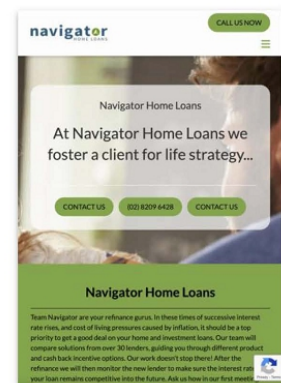 CALL US NOW
navigator
HOME LOANS
Navigator Home Loans
At Navigator Home Loans we
foster a client for life strategy...
CONTACT US
(02) 8209 6428
CONTACT US
Navigator Home Loans
Team Navigator are your refinance gurus. In these times of successive interest
rate rises, and cost of living pressures caused by inflation, it should be a top
priority to get a good deal on your home and investment loans. Our team will
compare solutions from over 30 lenders, guiding you through different product
and cash back incentive options. Our work doesn't stop there! After the
refinance we will then monitor the new lender to make sure the interest rate
your loan remains competitive into the future. Ask us how in our first meeti
Privacy - Terms